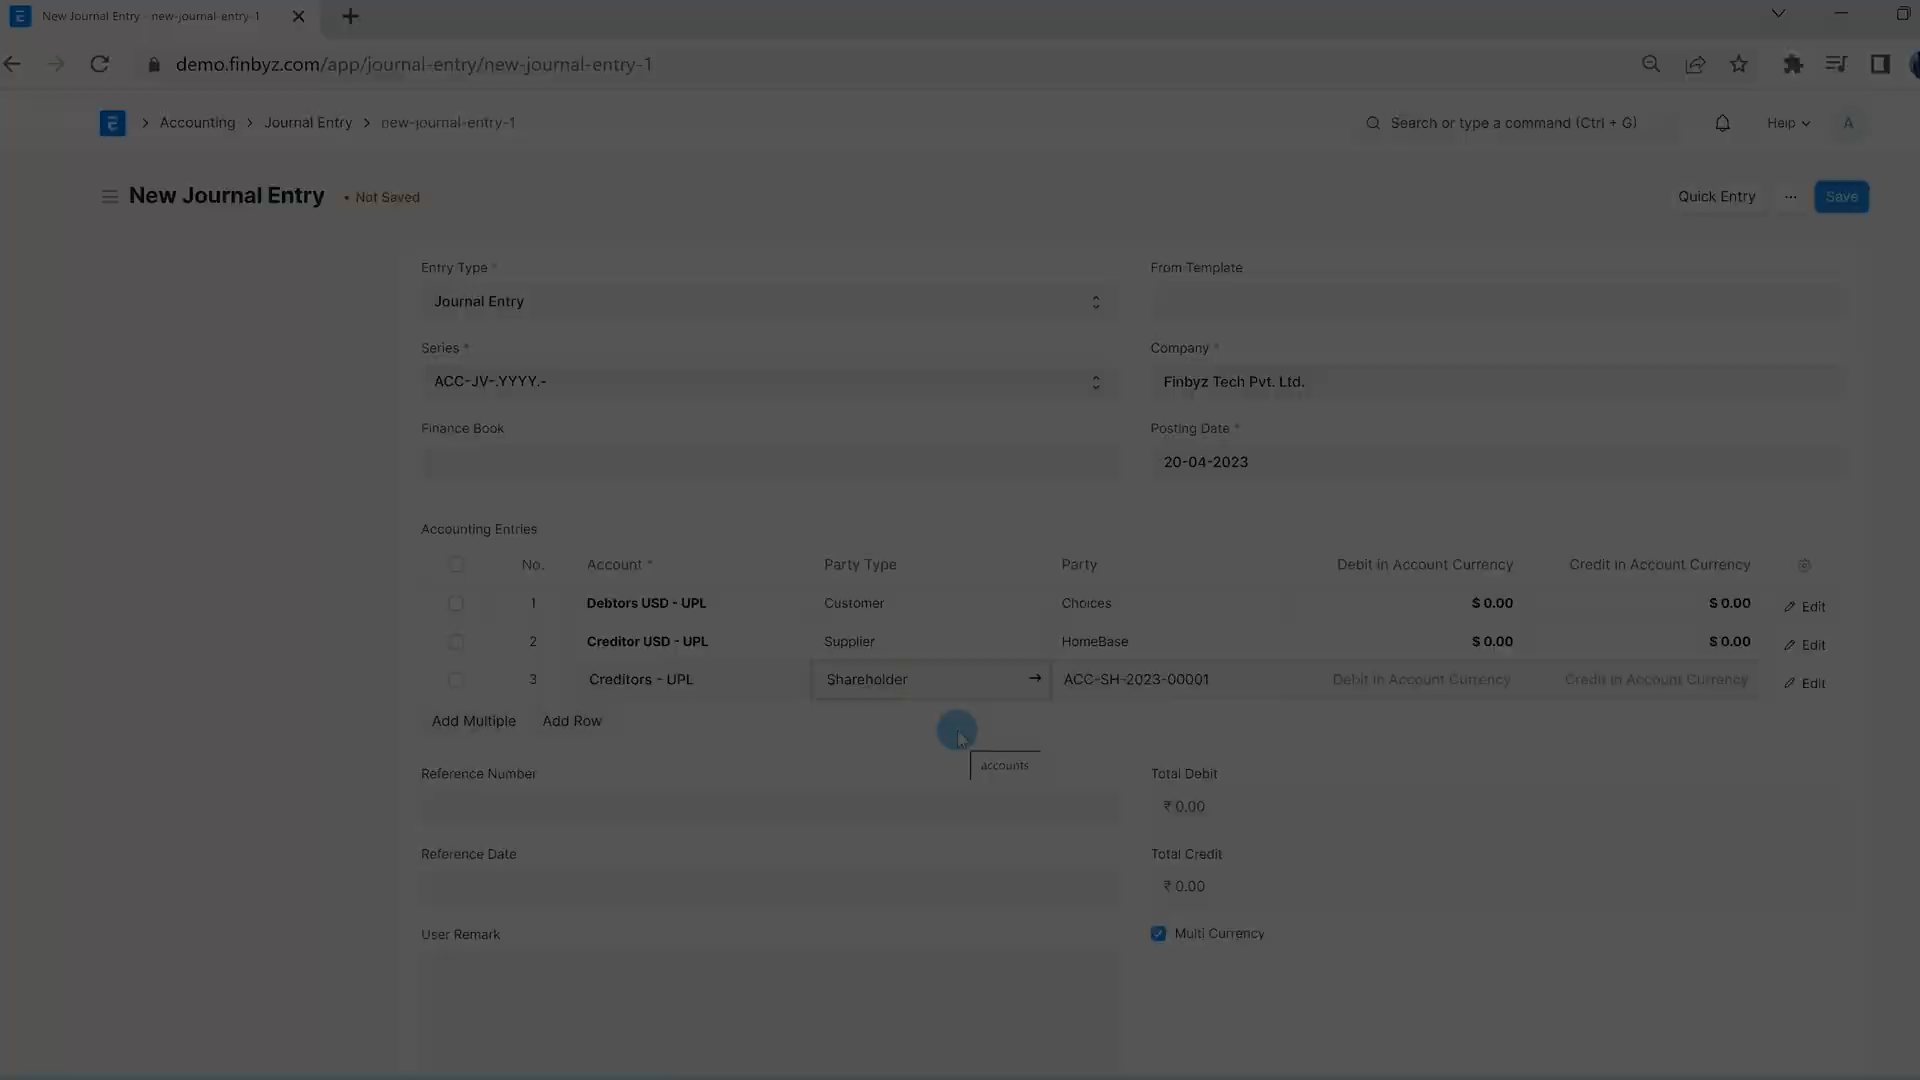 New Journal Entry - new-journal-entry-1
demo.finbyz.com/app/journal-entry/new-journal-entry-1
Accounting > Journal Entry > new-journal-entry-1
Search or type a command (Ctrl + G)
Help
A
New Journal Entry • Not Saved
Quick Entry
...
Save
Entry Type *
From Template
Journal Entry
Series *
Company *
ACC-JV-.YYYY.-
Finbyz Tech Pvt. Ltd.
Finance Book
Posting Date *
20-04-2023
Accounting Entries
No. Account * Party Type Party Debit in Account Currency Credit in Account Currency
1 Debtors USD - UPL Customer Choices $ 0.00 $ 0.00 Edit
2 Creditor USD - UPL Supplier HomeBase $ 0.00 $ 0.00 Edit
3 Creditors - UPL Shareholder → ACC-SH-2023-00001 Debit in Account Currency Credit in Account Currency Edit
Add Multiple Add Row
accounts
Reference Number
Total Debit
₹ 0.00
Reference Date
Total Credit
₹ 0.00
User Remark
Multi Currency